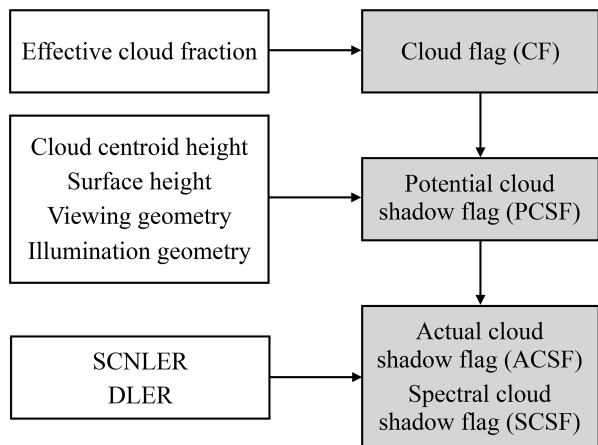 Effective cloud fraction
Cloud flag (CF)
Cloud centroid height
Surface height
Viewing geometry
Illumination geometry
Potential cloud
shadow flag (PCSF)
SCNLER
DLER
Actual cloud
shadow flag (ACSF)
Spectral cloud
shadow flag (SCSF)